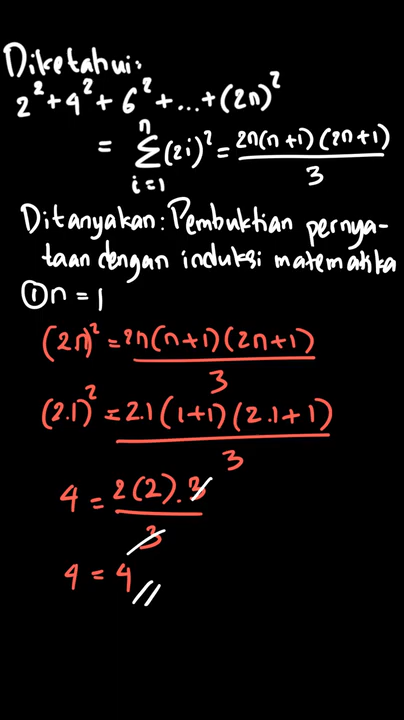 Diketahui:
2² + 4² + 6² + ... + (2n)²
= n∑i=1 (2i)² = 2n(n+1)(2n+1)/3
Ditanyakan: Pembuktian pernya-
taan dengan induksi matematika
① n = 1
(2n)² = 2n(n+1)(2n+1)/3
(2.1)² = 2.1(1+1)(2.1+1)/3
4 = 2(2).3/3
4 = 4 //